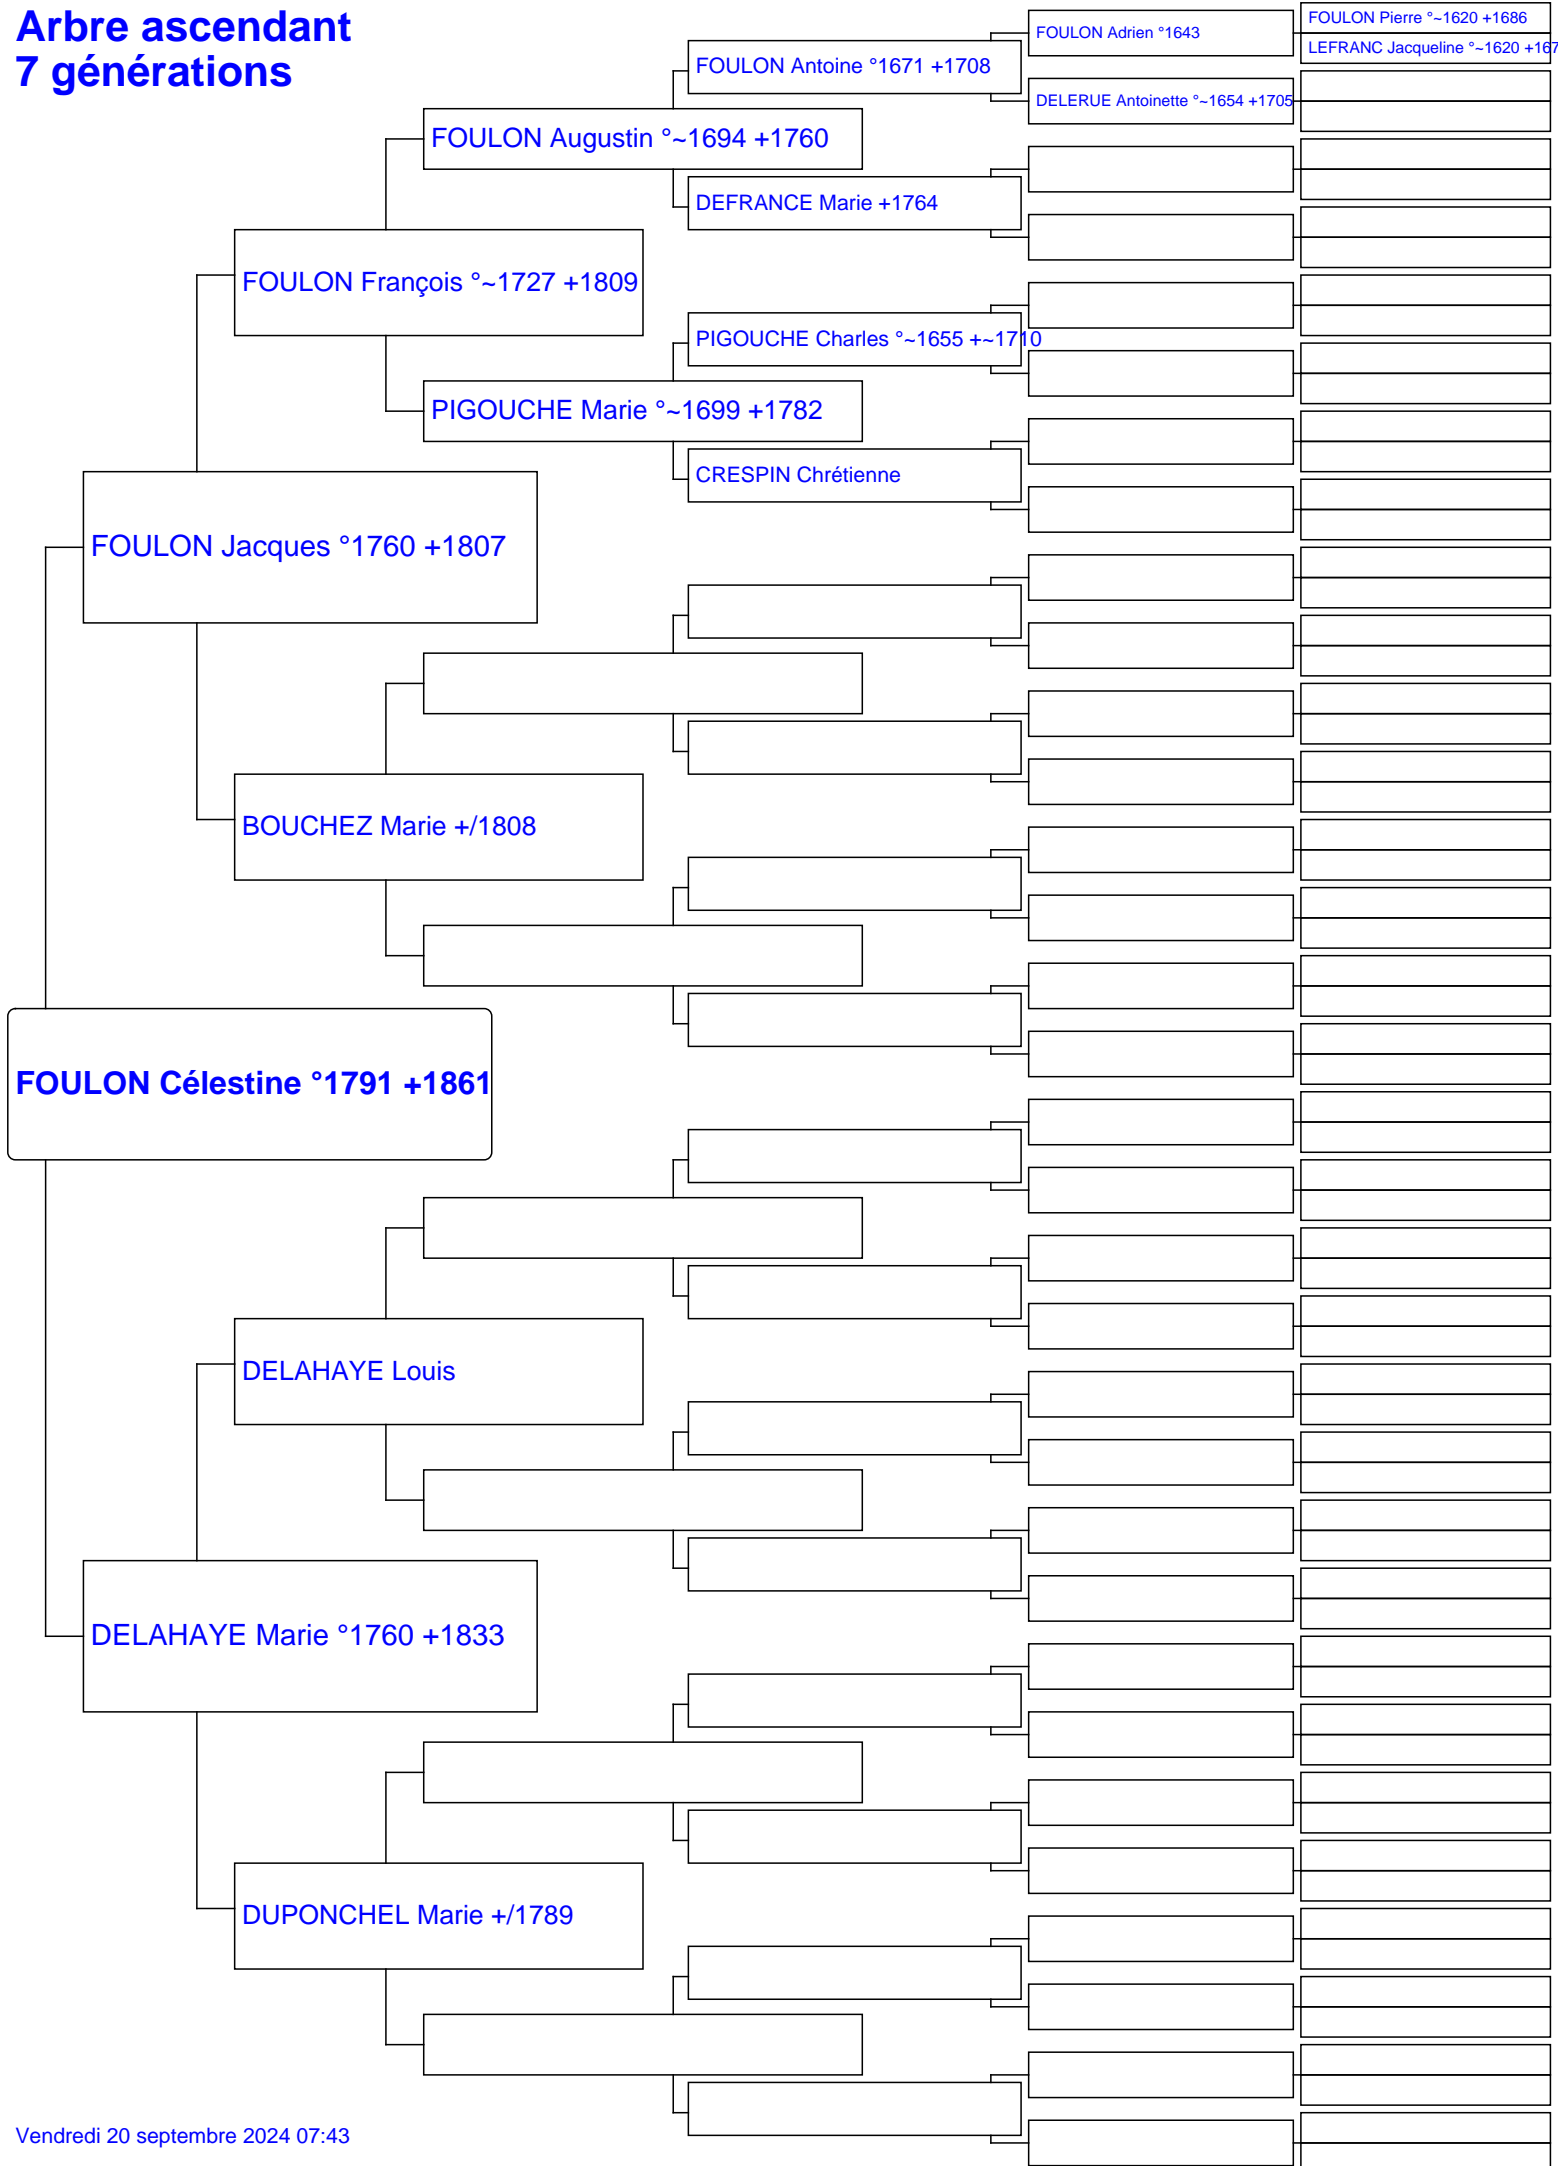 Arbre ascendant
7 générations
FOULON Pierre °~1620 +1686
FOULON Adrien °1643
LEFRANC Jacqueline °~1620 +167
FOULON Antoine °1671 +1708
DELERUE Antoinette °~1654 +1705
FOULON Augustin °~1694 +1760
DEFRANCE Marie +1764
FOULON François °~1727 +1809
PIGOUCHE Charles °~1655 +~1710
PIGOUCHE Marie °~1699 +1782
CRESPIN Chrétienne
FOULON Jacques °1760 +1807
BOUCHEZ Marie +/1808
FOULON Célestine °1791 +1861
DELAHAYE Louis
DELAHAYE Marie °1760 +1833
DUPONCHEL Marie +/1789
Vendredi 20 septembre 2024 07:43